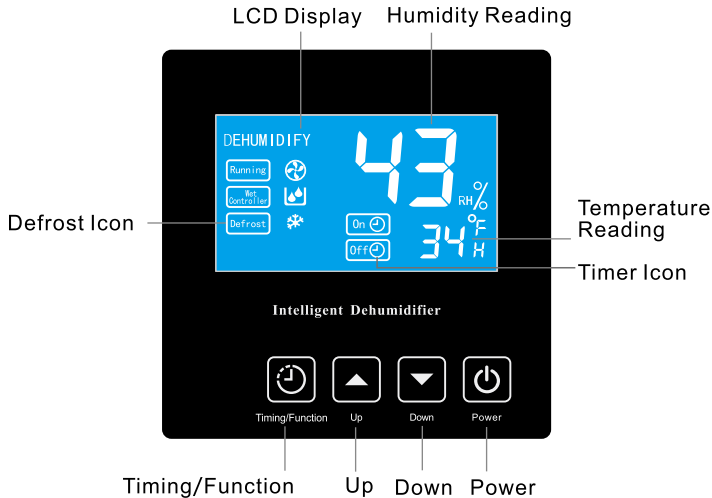 LCD Display
Humidity Reading
DEHUMIDIFY
43
RH%
Running
Wet
Controller
Defrost
On
Off
34
°F
H
Defrost Icon
Temperature
Reading
Timer Icon
Intelligent Dehumidifier
Timing/Function
Up
Down
Power
Timing/Function
Up
Down
Power